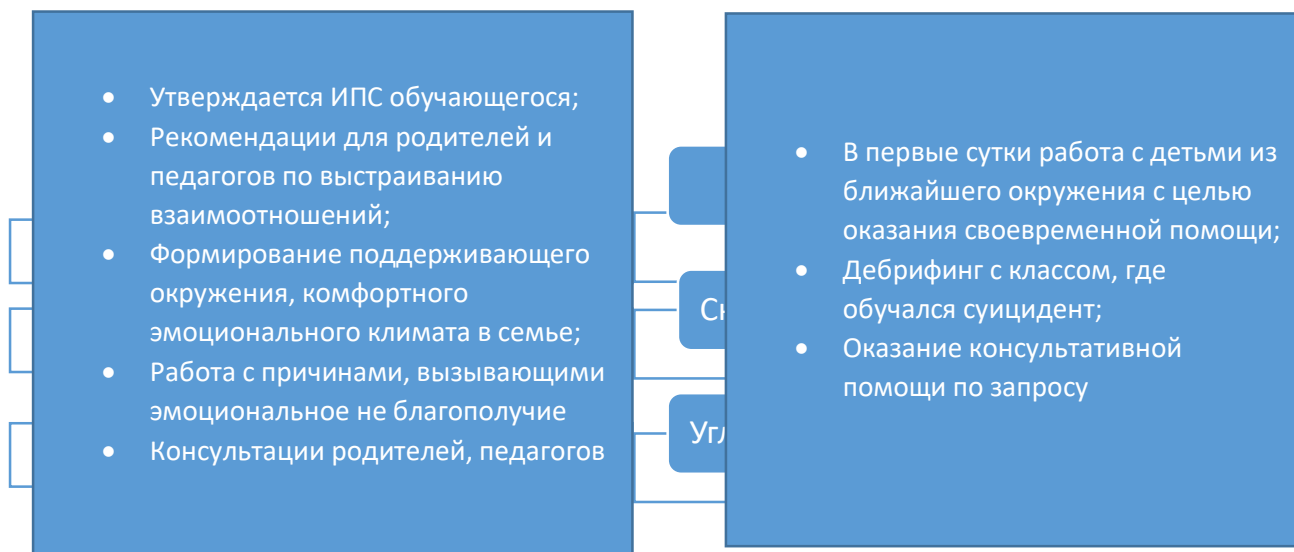 • Утверждается ИПС обучающегося;
• Рекомендации для родителей и
педагогов по выстраиванию
взаимоотношений;
• Формирование поддерживающего
окружения, комфортного
эмоционального климата в семье;
• Работа с причинами, вызывающими
эмоциональное не благополучие
• Консультации родителей, педагогов
• В первые сутки работа с детьми из
ближайшего окружения с целью
оказания своевременной помощи;
• Дебрифинг с классом, где
обучался суицидент;
• Оказание консультативной
помощи по запросу